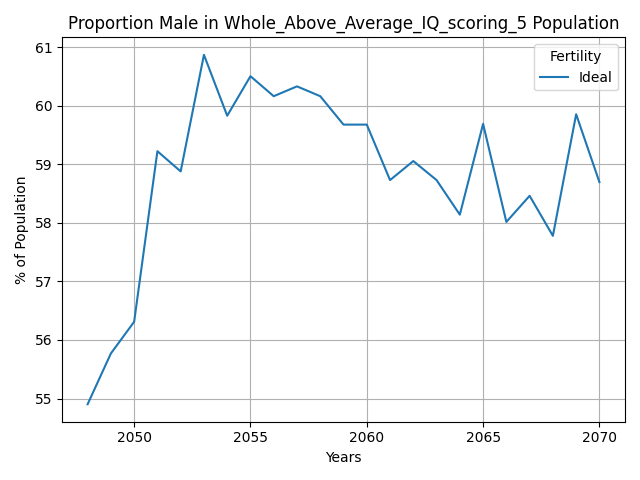 Proportion Male in Whole_Above_Average_IQ_scoring_5 Population
61
60
59
58
57
56
55
% of Population
Fertility
Ideal
2050 2055 2060 2065 2070
Years